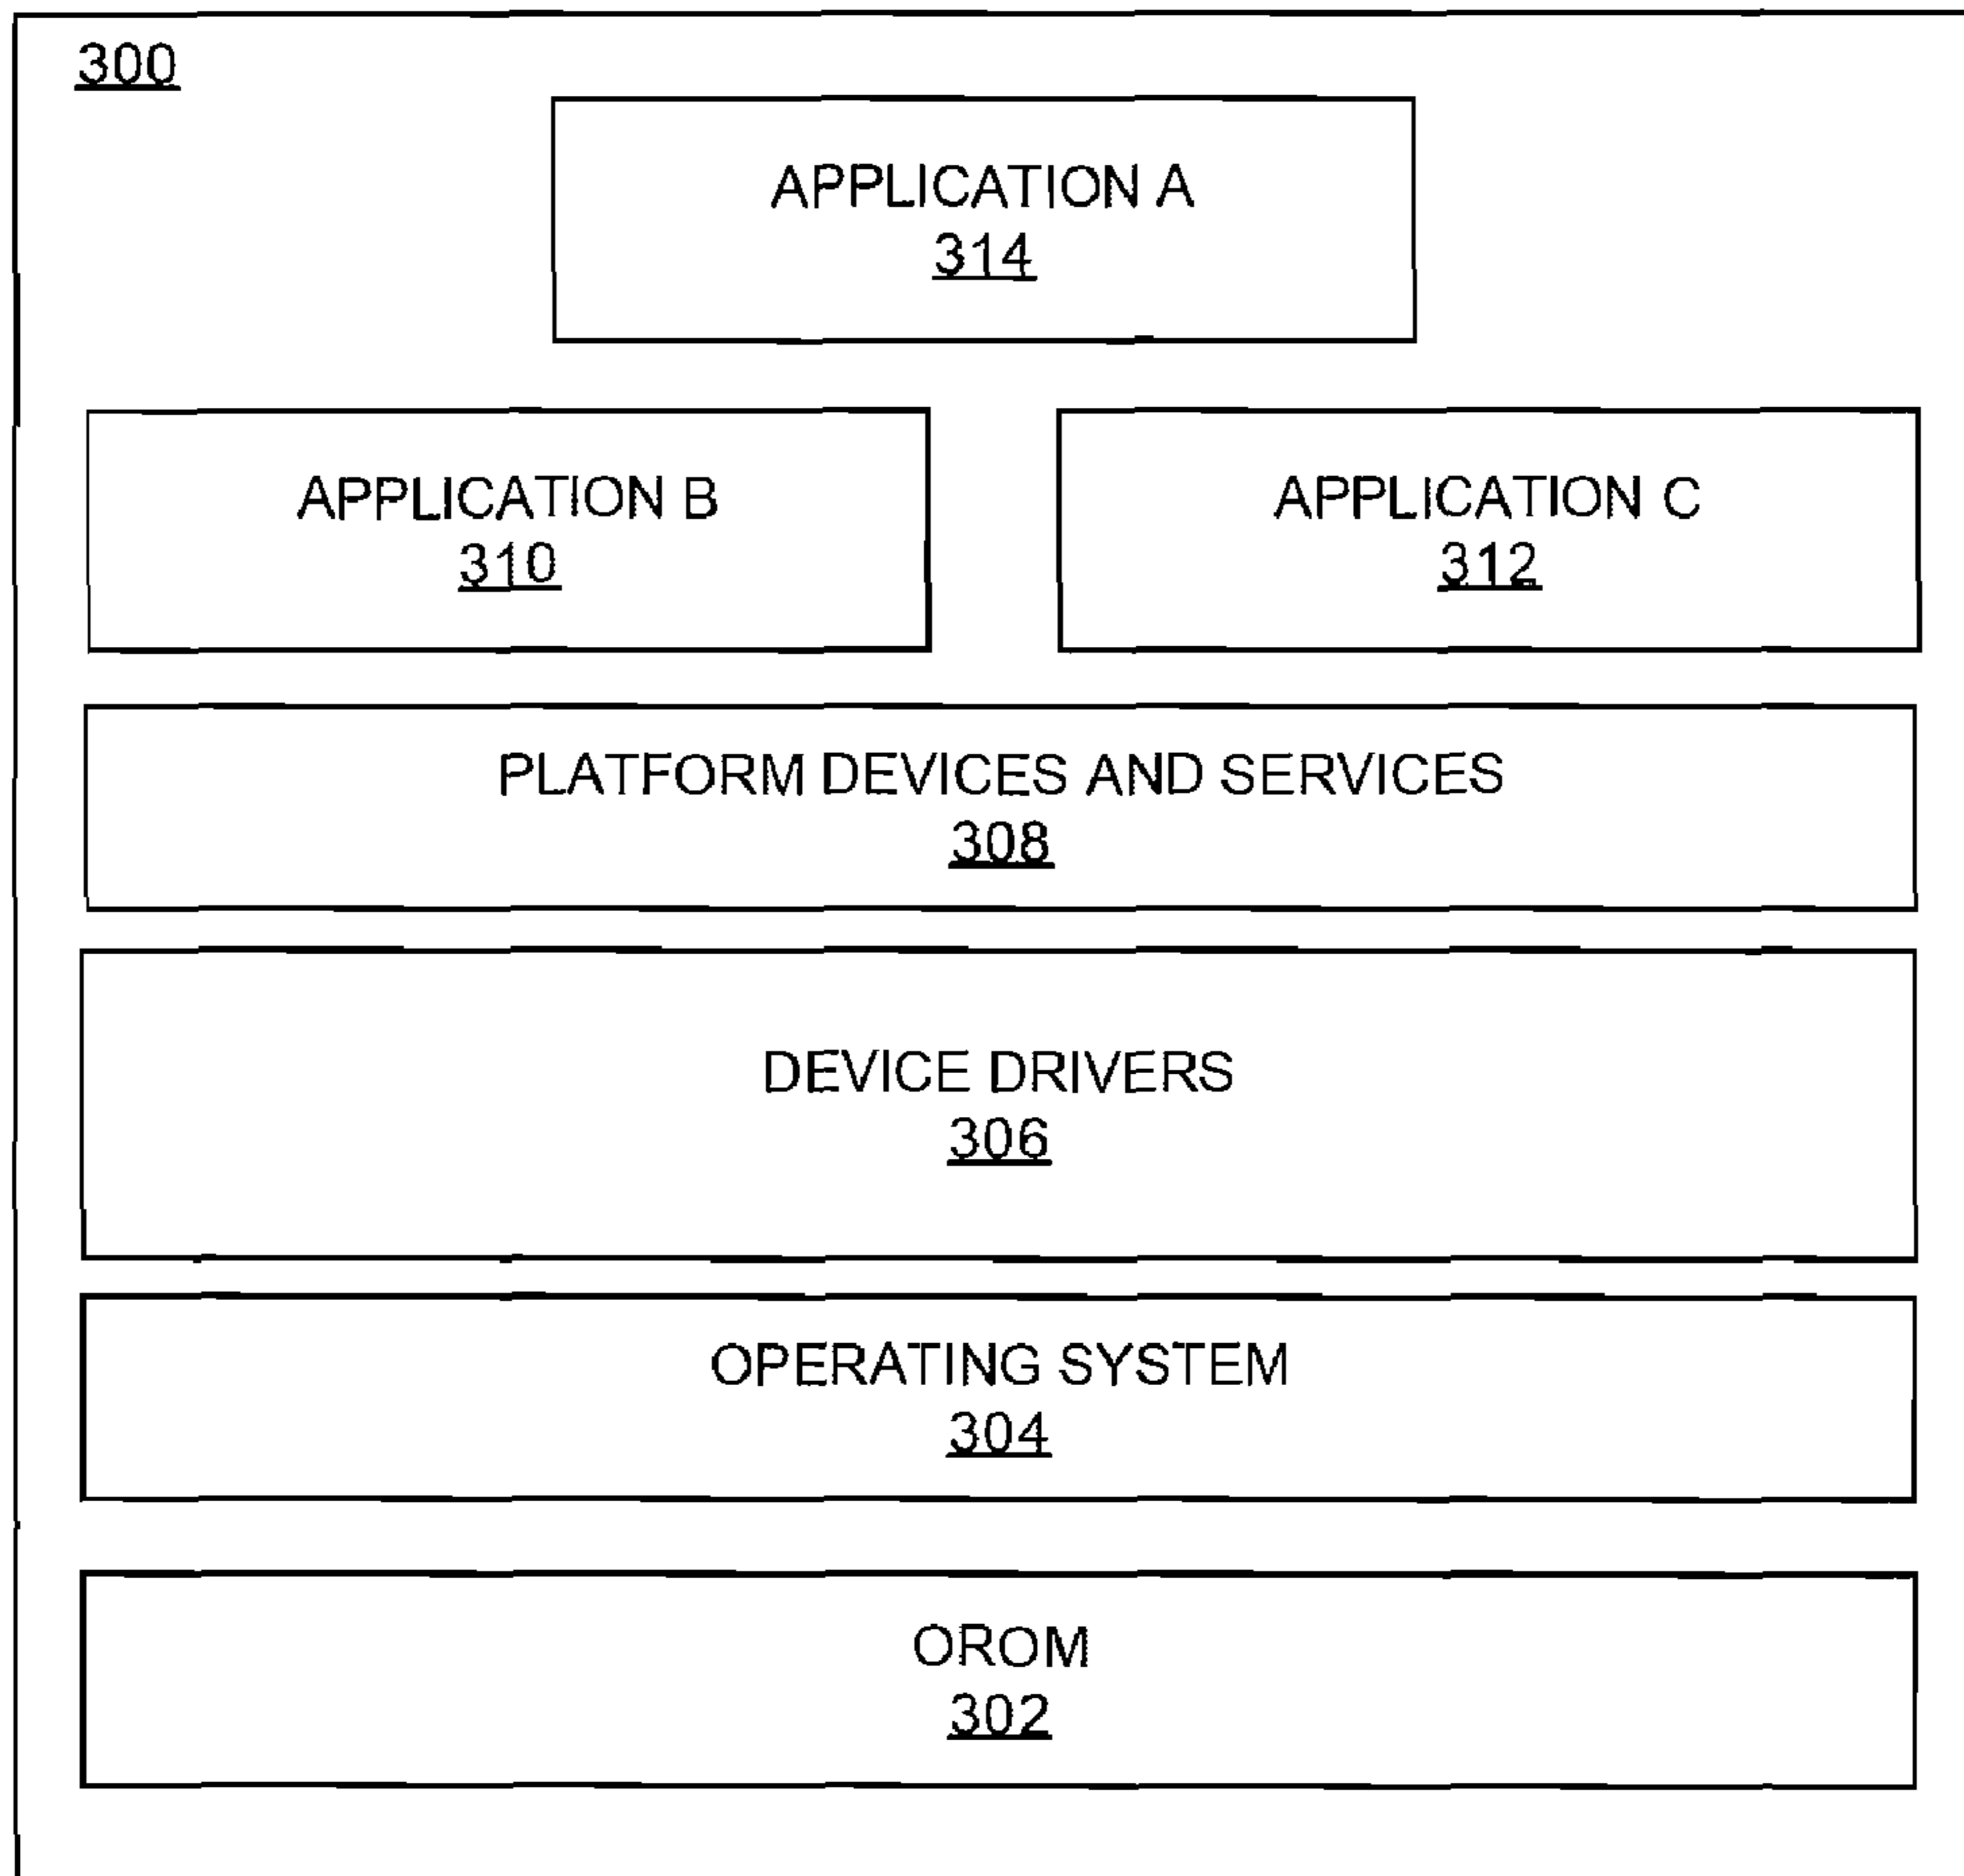 300
APPLICATION A
314
APPLICATION B
310
APPLICATION C
312
PLATFORM DEVICES AND SERVICES
308
DEVICE DRIVERS
306
OPERATING SYSTEM
304
OROM
302